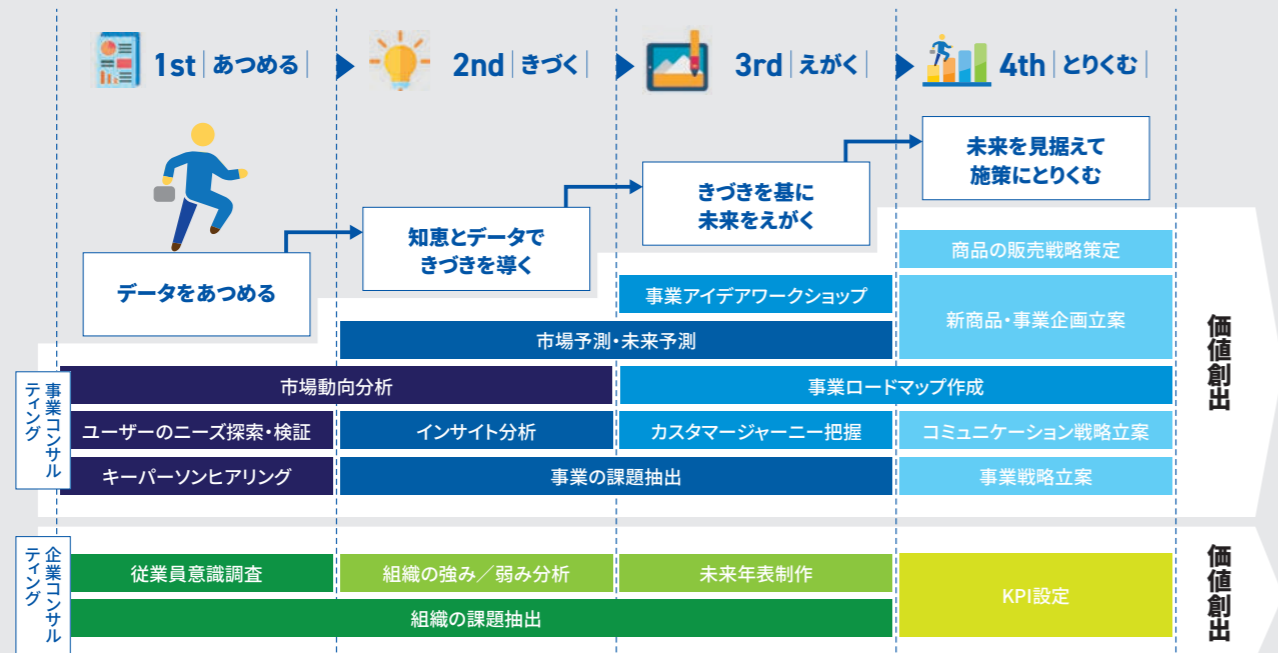 1st|あつめる|
2nd|きづく|
3rd|えがく|
4th|とりくむ|
データをあつめる
知恵とデータで
きづきを導く
きづきを基に
未来をえがく
未来を見据えて
施策にとりくむ
商品の販売戦略策定
事業アイデアワークショップ
新商品・事業企画立案
市場予測・未来予測
事業コンサル
ティング
市場動向分析
事業ロードマップ作成
ユーザーのニーズ探索・検証
インサイト分析
カスタマージャーニー把握
コミュニケーション戦略立案
キーパーソンヒアリング
事業の課題抽出
事業戦略立案
価値創出
企業コンサル
ティング
従業員意識調査
組織の強み／弱み分析
未来年表制作
KPI設定
組織の課題抽出
価値創出